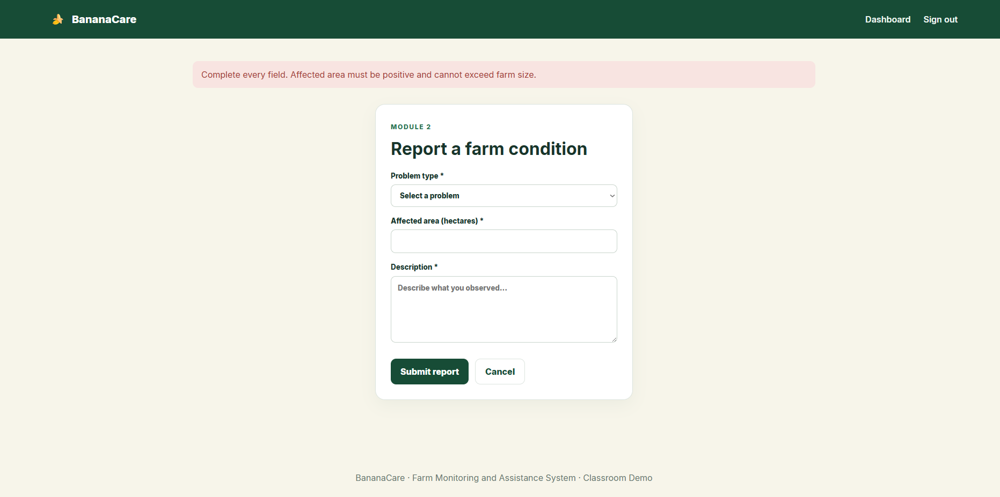 BananaCare
Dashboard
Sign out
Complete every field. Affected area must be positive and cannot exceed farm size.
MODULE 2
Report a farm condition
Problem type *
Select a problem
Affected area (hectares) *
Description *
Describe what you observed...
Submit report
Cancel
BananaCare · Farm Monitoring and Assistance System · Classroom Demo